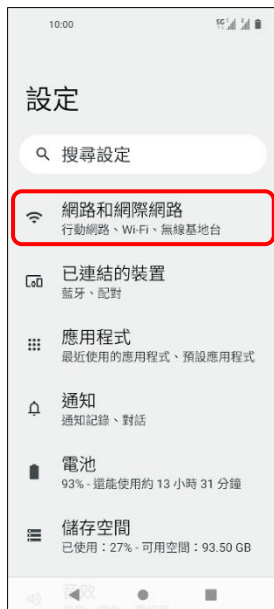 10:00
5G
設定
搜尋設定
網路和網際網路
行動網路、Wi-Fi、無線基地台
已連結的裝置
藍牙、配對
應用程式
最近使用的應用程式、預設應用程式
通知
通知記錄、對話
電池
93% - 還能使用約 13 小時 31 分鐘
儲存空間
已使用：27% - 可用空間：93.50 GB
音效